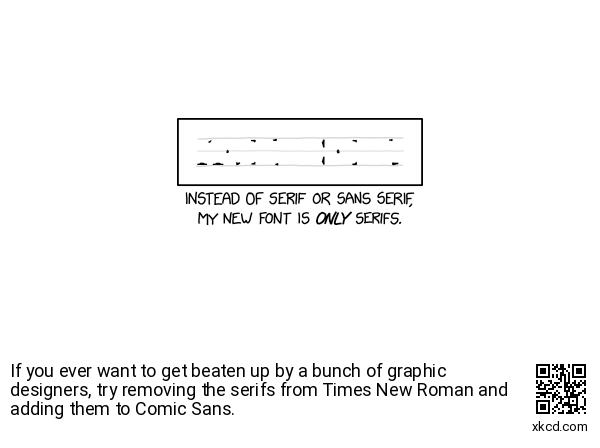 INSTEAD OF SERIF OR SANS SERIF,
MY NEW FONT IS ONLY SERIFS.
If you ever want to get beaten up by a bunch of graphic
designers, try removing the serifs from Times New Roman and
adding them to Comic Sans.
xkcd.com